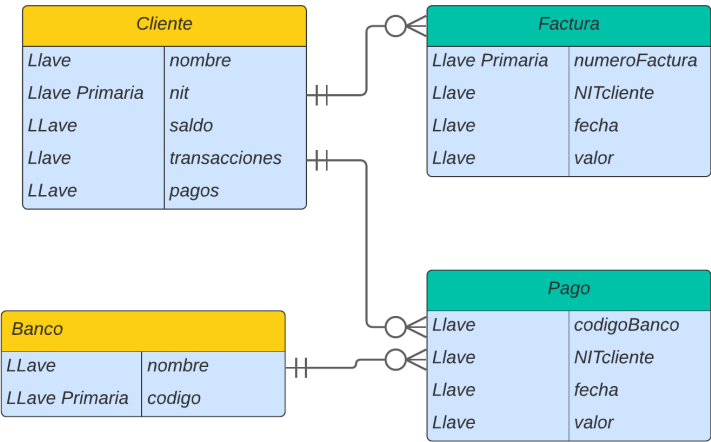 Cliente
Llave nombre
Llave Primaria nit
LLave saldo
Llave transacciones
LLave pagos
Factura
Llave Primaria numeroFactura
Llave NITcliente
Llave fecha
Llave valor
Banco
LLave nombre
LLave Primaria codigo
Pago
Llave codigoBanco
Llave NITcliente
Llave fecha
Llave valor